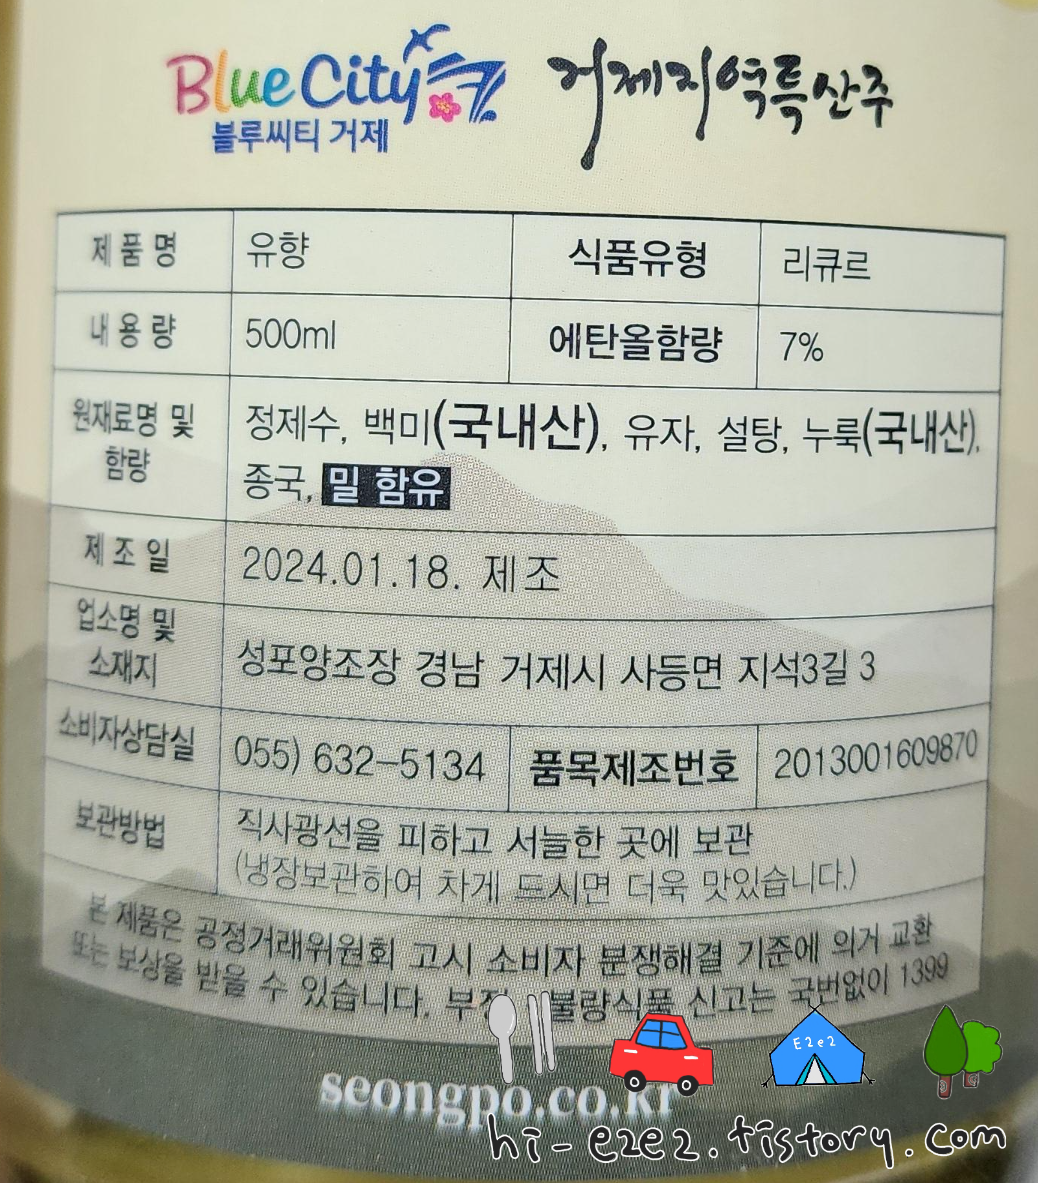 Blue City
불루씨티 거제
거제지역특산주
제품명 유향 식품유형 리큐르
내용량 500ml 에탄올함량 7%
원재료명 및
함량
정제수, 백미(국내산), 유자, 설탕, 누룩(국내산),
종국, 밀 함유
제조일 2024.01.18. 제조
업소명 및
소재지
성포양조장 경남 거제시 사등면 지석3길 3
소비자상담실 055) 632-5134 품목제조번호 2013001609870
보관방법 직사광선을 피하고 서늘한 곳에 보관
(냉장보관하여 차게 드시면 더욱 맛있습니다.)
본 제품은 공정거래위원회 고시 소비자 분쟁해결 기준에 의거 교환
또는 보상을 받을 수 있습니다. 불량식품 신고는 국번없이 1399
E2e2
seongpo.co.kr
hi-e2e2.tistory.com